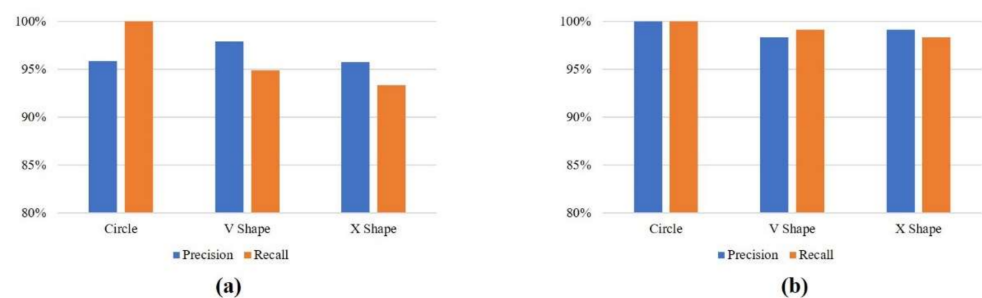 100%
95%
90%
85%
80%
Circle V Shape X Shape
Precision Recall
(a)
100%
95%
90%
85%
80%
Circle V Shape X Shape
Precision Recall
(b)